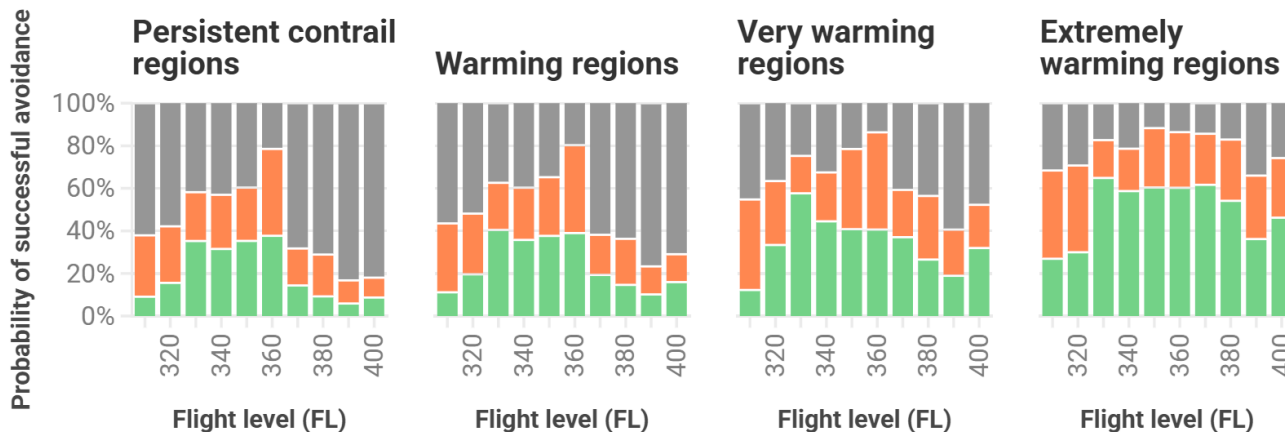 Probability of successful avoidance
Persistent contrail
regions
Warming regions
Very warming
regions
Extremely
warming regions
100%
80%
60%
40%
20%
0%
320
340
360
380
400
320
340
360
380
400
320
340
360
380
400
320
340
360
380
400
Flight level (FL)
Flight level (FL)
Flight level (FL)
Flight level (FL)